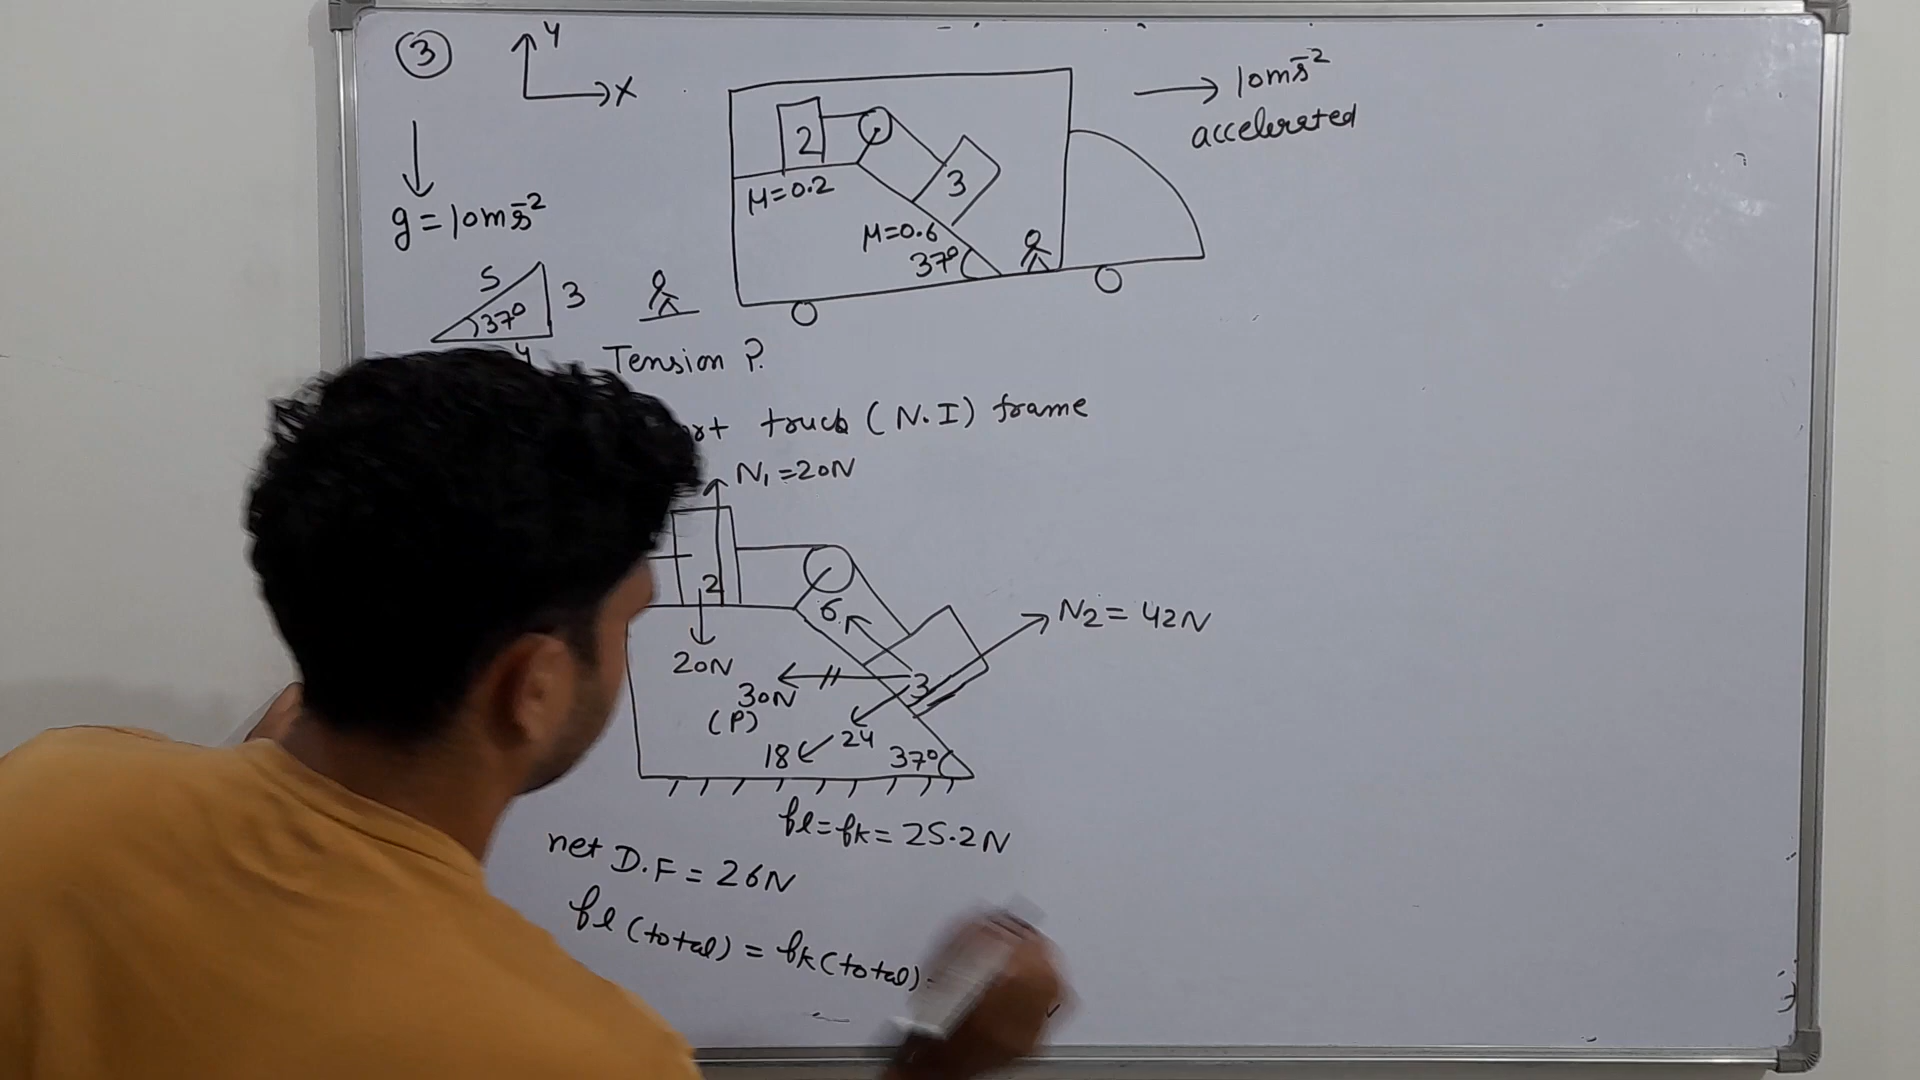 3
Y
X
10ms⁻²
accelerated
g=10ms⁻²
2
μ=0.2
3
μ=0.6
37°
5
3
37°
4
Tension ?
truck (N.I) frame
N₁=20N
2
6
N₂ = 42N
20N
3
30N
(P)
24
18
37°
fl=fk= 25.2N
net D.F = 26N
fl (total) = fk (total)